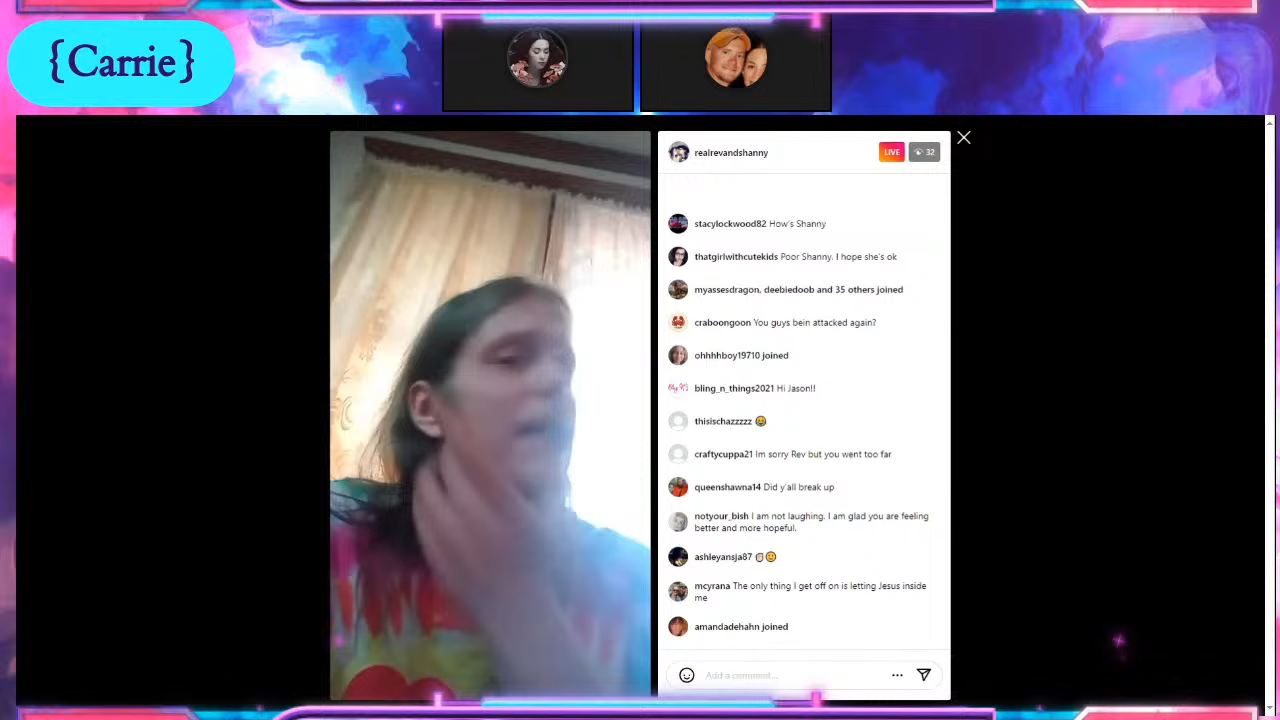 {Carrie}
realrevandshanny
LIVE
32
stacylockwood82 How's Shanny
thatgirlwithcutekids Poor Shanny. I hope she's ok
myassesdragon, deebiedoob and 35 others joined
craboongoon You guys bein attacked again?
ohhhhboy19710 joined
bling_n_things2021 Hi Jason!!
thisischazzzzz 😂
craftycuppa21 Im sorry Rev but you went too far
queenshawna14 Did y'all break up
notyour_bish I am not laughing. I am glad you are feeling
better and more hopeful.
ashleyansja87
mcyrana The only thing I get off on is letting Jesus inside
me
amandadehahn joined
Add a comment...